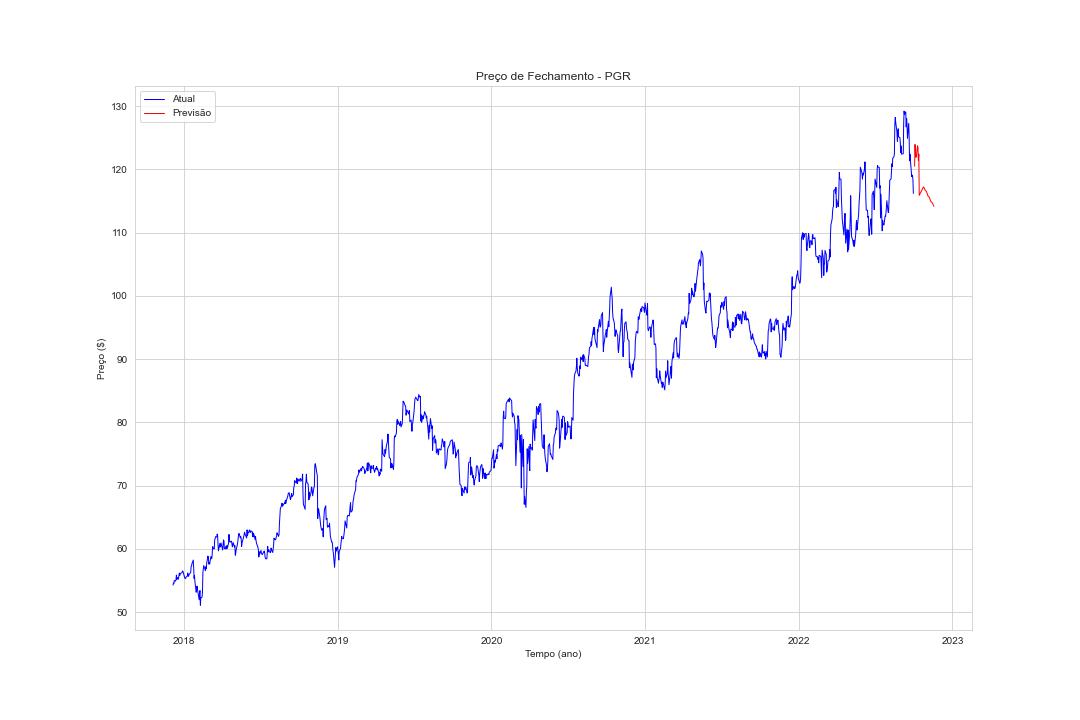 Preço de Fechamento - PGR
Atual
Previsão
130
120
110
100
90
80
70
60
50
Preço ($)
2018 2019 2020 2021 2022 2023
Tempo (ano)